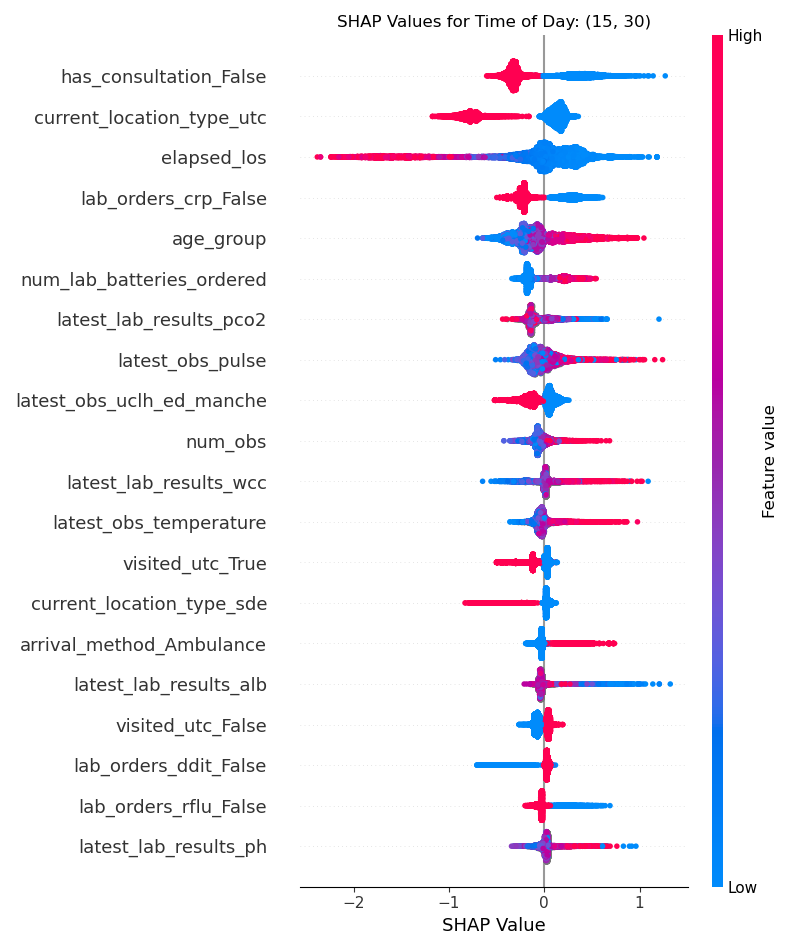 SHAP Values for Time of Day: (15, 30)
High
has_consultation_False
current_location_type_utc
elapsed_los
lab_orders_crp_False
age_group
num_lab_batteries_ordered
latest_lab_results_pco2
latest_obs_pulse
latest_obs_uclh_ed_manche
num_obs
latest_lab_results_wcc
latest_obs_temperature
visited_utc_True
current_location_type_sde
arrival_method_Ambulance
latest_lab_results_alb
visited_utc_False
lab_orders_ddit_False
lab_orders_rflu_False
latest_lab_results_ph
Feature value
Low
−2 −1 0 1
SHAP Value